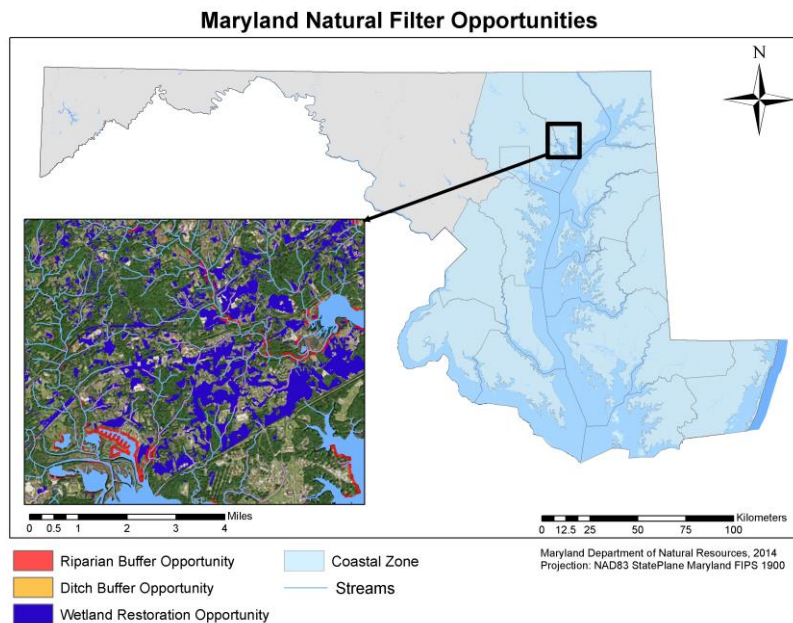 Maryland Natural Filter Opportunities
N
0 0.5 1 2 3 4 Miles
0 12.5 25 50 75 100 Kilometers
Riparian Buffer Opportunity
Ditch Buffer Opportunity
Wetland Restoration Opportunity
Coastal Zone
Streams
Maryland Department of Natural Resources, 2014
Projection: NAD83 StatePlane Maryland FIPS 1900